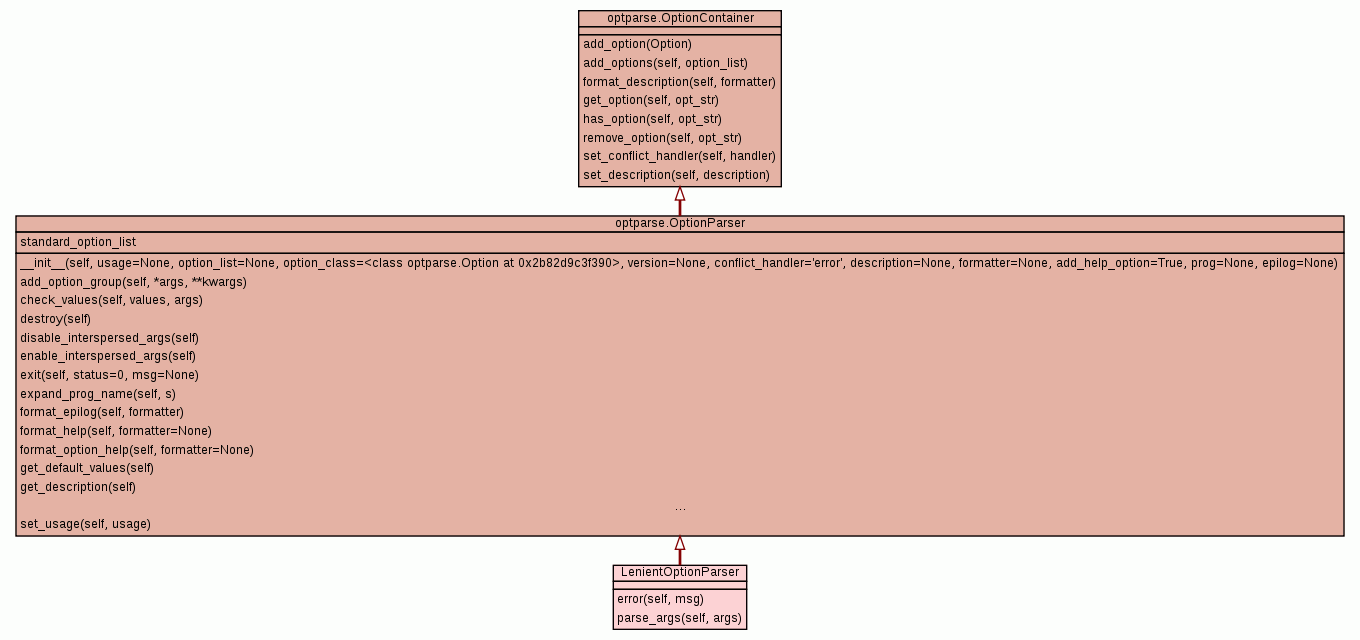 optparse.OptionContainer
add_option(Option)
add_options(self, option_list)
format_description(self, formatter)
get_option(self, opt_str)
has_option(self, opt_str)
remove_option(self, opt_str)
set_conflict_handler(self, handler)
set_description(self, description)
optparse.OptionParser
standard_option_list
__init__(self, usage=None, option_list=None, option_class=<class optparse.Option at 0x2b82d9c3f390>, version=None, conflict_handler='error', description=None, formatter=None, add_help_option=True, prog=None, epilog=None)
add_option_group(self, *args, **kwargs)
check_values(self, values, args)
destroy(self)
disable_interspersed_args(self)
enable_interspersed_args(self)
exit(self, status=0, msg=None)
expand_prog_name(self, s)
format_epilog(self, formatter)
format_help(self, formatter=None)
format_option_help(self, formatter=None)
get_default_values(self)
get_description(self)
...
set_usage(self, usage)
LenientOptionParser
error(self, msg)
parse_args(self, args)